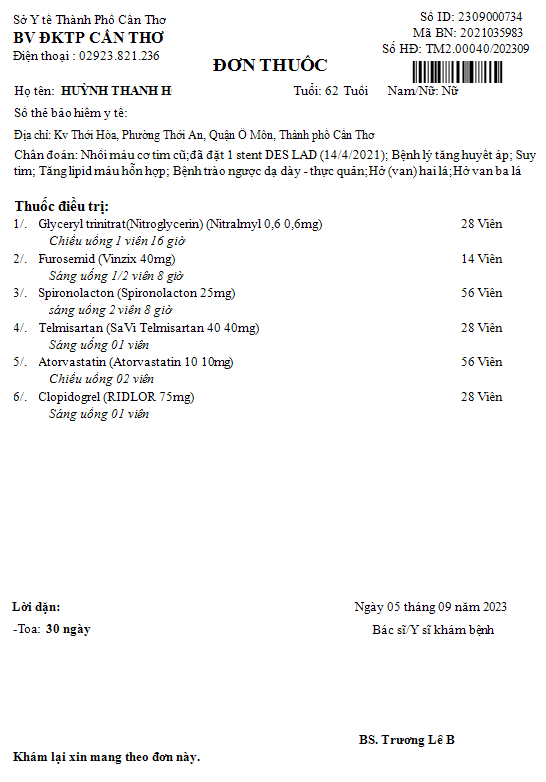 Sở Y tế Thành Phố Cần Thơ
BV ĐKTP CẦN THƠ
Điện thoại : 02923.821.236
Số ID: 2309000734
Mã BN: 2021035983
Số HĐ: TM2.00040/202309
ĐƠN THUỐC
Họ tên: HUỲNH THANH H
Tuổi: 62 Tuổi
Nam/Nữ: Nữ
Số thẻ bảo hiểm y tế:
Địa chỉ: Kv Thới Hòa, Phường Thới An, Quận Ô Môn, Thành phố Cần Thơ
Chẩn đoán: Nhồi máu cơ tim cũ;đã đặt 1 stent DES LAD (14/4/2021); Bệnh lý tăng huyết áp; Suy
tim; Tăng lipid máu hỗn hợp; Bệnh trào ngược dạ dày - thực quản;Hở (van) hai lá;Hở van ba lá
Thuốc điều trị:
1/. Glyceryl trinitrat(Nitroglycerin) (Nitralmyl 0,6 0,6mg) 28 Viên
Chiều uống 1 viên 16 giờ
2/. Furosemid (Vinzix 40mg) 14 Viên
Sáng uống 1/2 viên 8 giờ
3/. Spironolacton (Spironolacton 25mg) 56 Viên
sáng uống 2 viên 8 giờ
4/. Telmisartan (SaVi Telmisartan 40 40mg) 28 Viên
Sáng uống 01 viên
5/. Atorvastatin (Atorvastatin 10 10mg) 56 Viên
Chiều uống 02 viên
6/. Clopidogrel (RIDLOR 75mg) 28 Viên
Sáng uống 01 viên
Lời dặn:
-Toa: 30 ngày
Ngày 05 tháng 09 năm 2023
Bác sĩ/Y sĩ khám bệnh
BS. Trương Lê B
Khám lại xin mang theo đơn này.